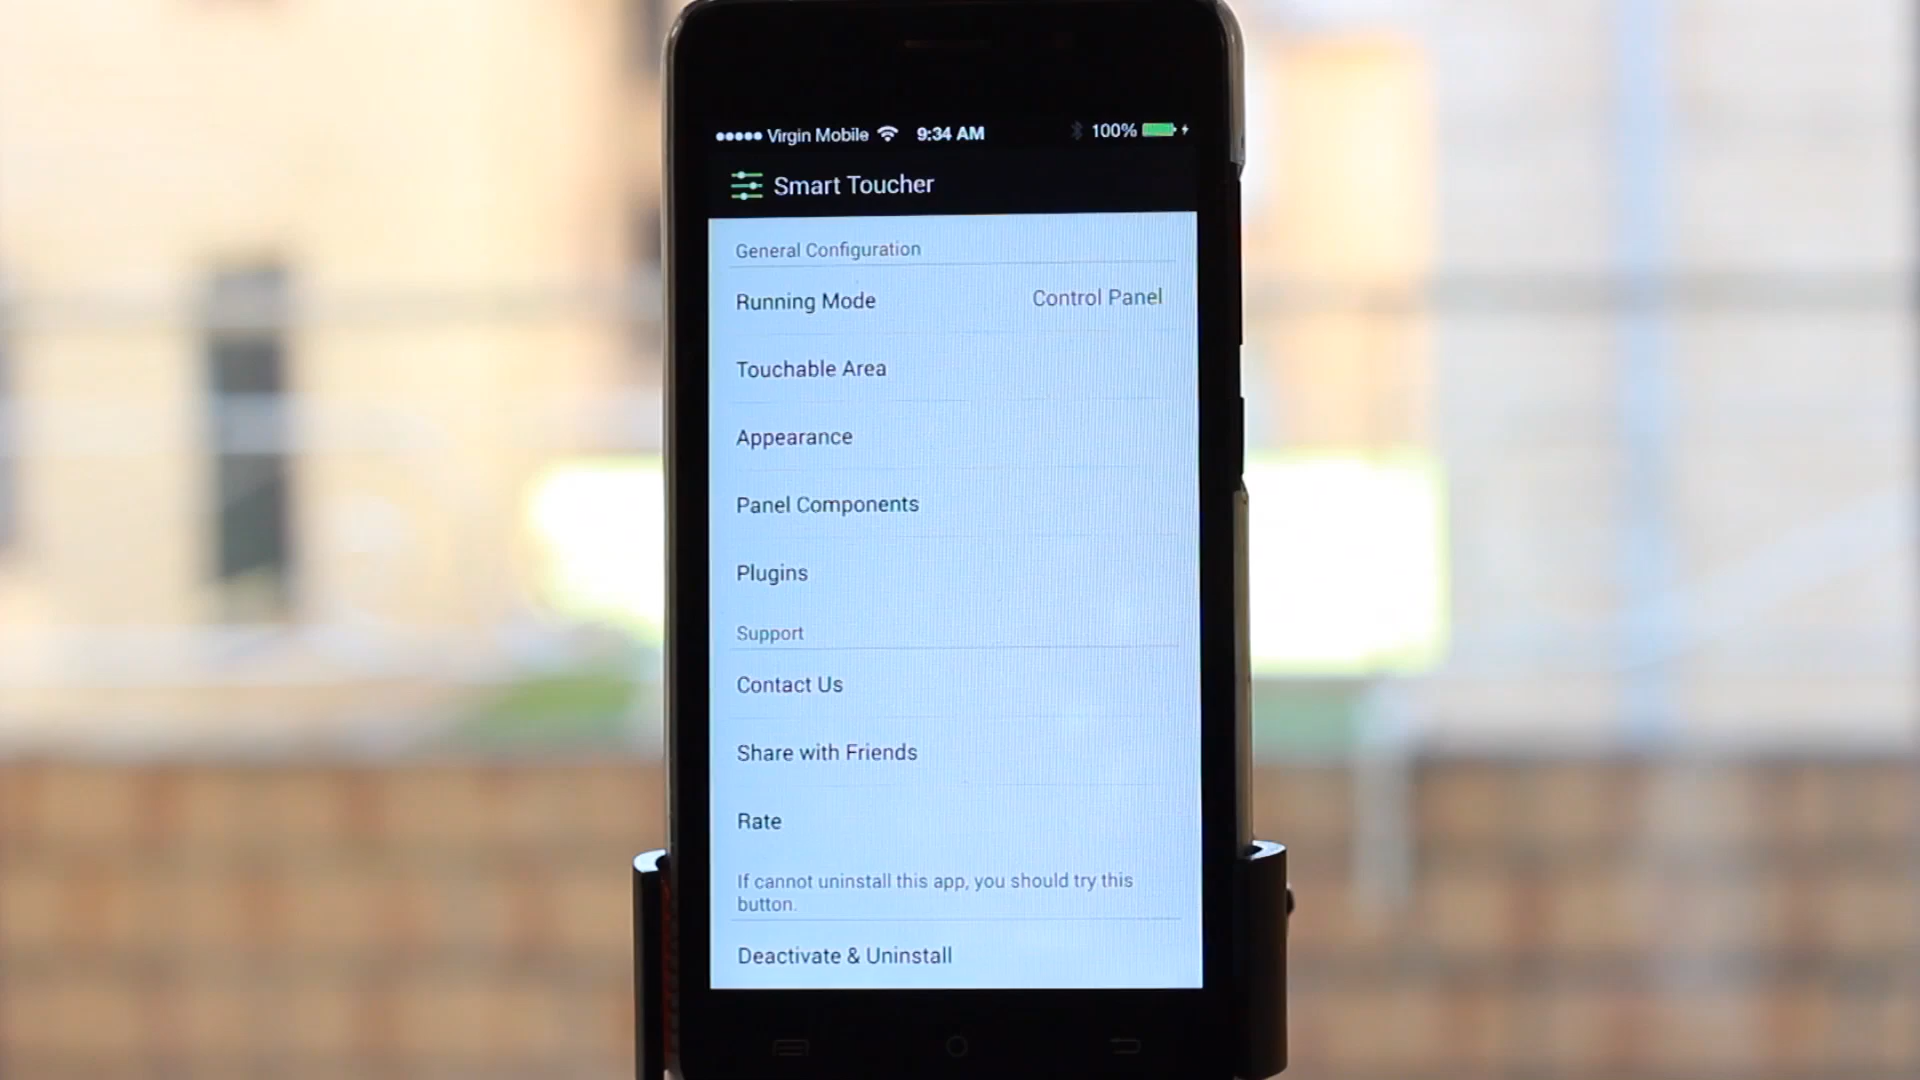 ●●●●● Virgin Mobile 9:34 AM 100%
Smart Toucher
General Configuration
Running Mode Control Panel
Touchable Area
Appearance
Panel Components
Plugins
Support
Contact Us
Share with Friends
Rate
If cannot uninstall this app, you should try this
button.
Deactivate & Uninstall